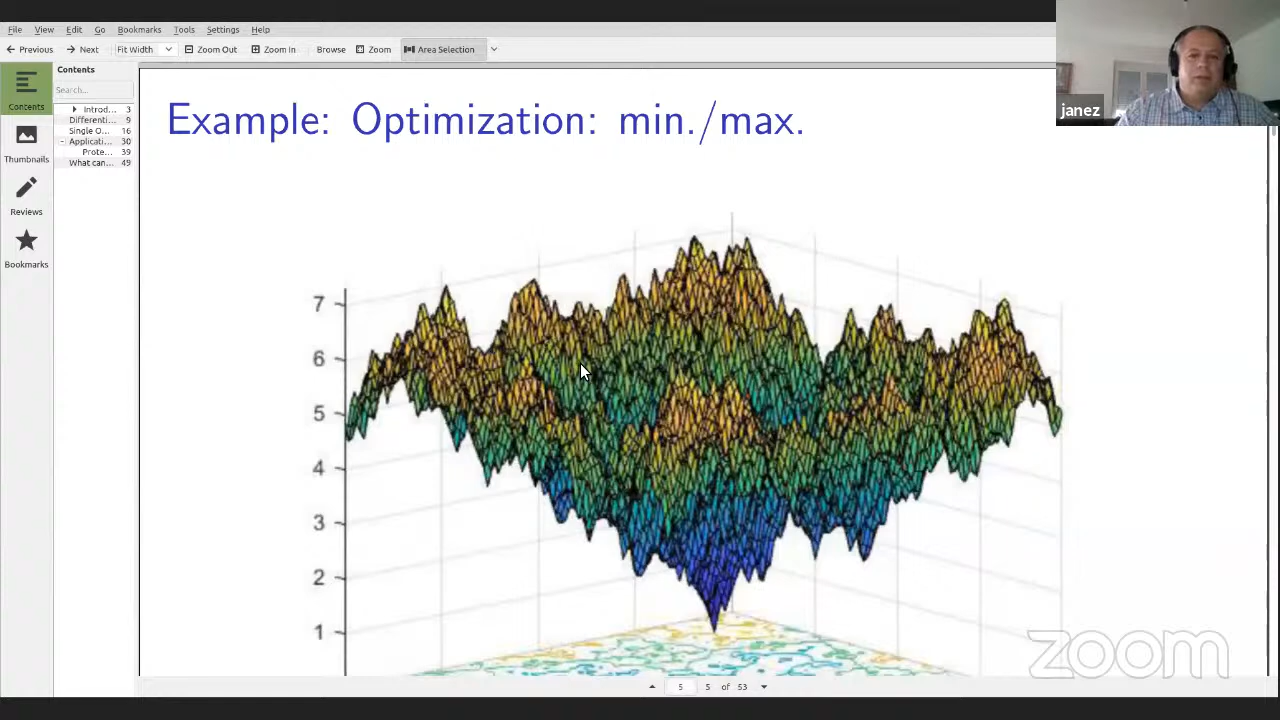 File View Edit Go Bookmarks Tools Settings Help
Previous Next Fit Width Zoom Out Zoom In Browse Zoom Area Selection
Contents
Search...
Contents
Thumbnails
Reviews
Bookmarks
Introd... 3
Differenti... 9
Single O... 16
Applicati... 30
Prote... 39
What can... 49
Example: Optimization: min./max.
7
6
5
4
3
2
1
janez
zoom
5 5 of 53